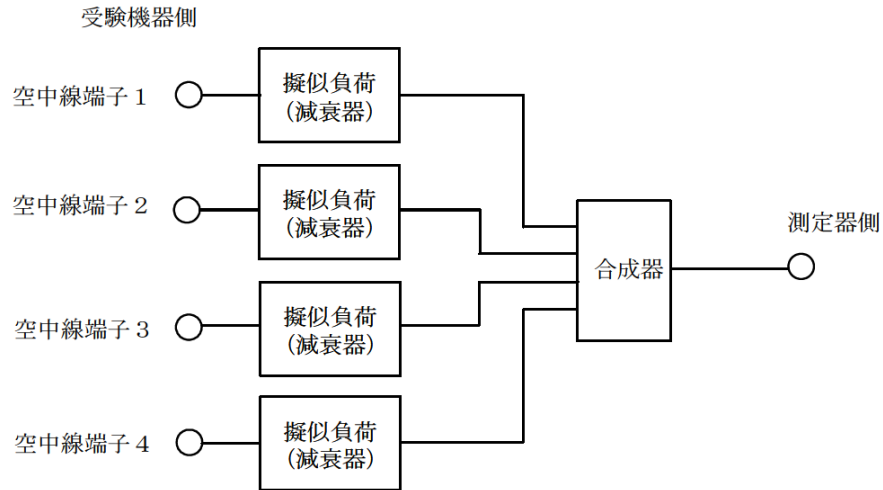 受験機器側
空中線端子1
擬似負荷
(減衰器)
空中線端子2
擬似負荷
(減衰器)
合成器
測定器側
空中線端子3
擬似負荷
(減衰器)
空中線端子4
擬似負荷
(減衰器)